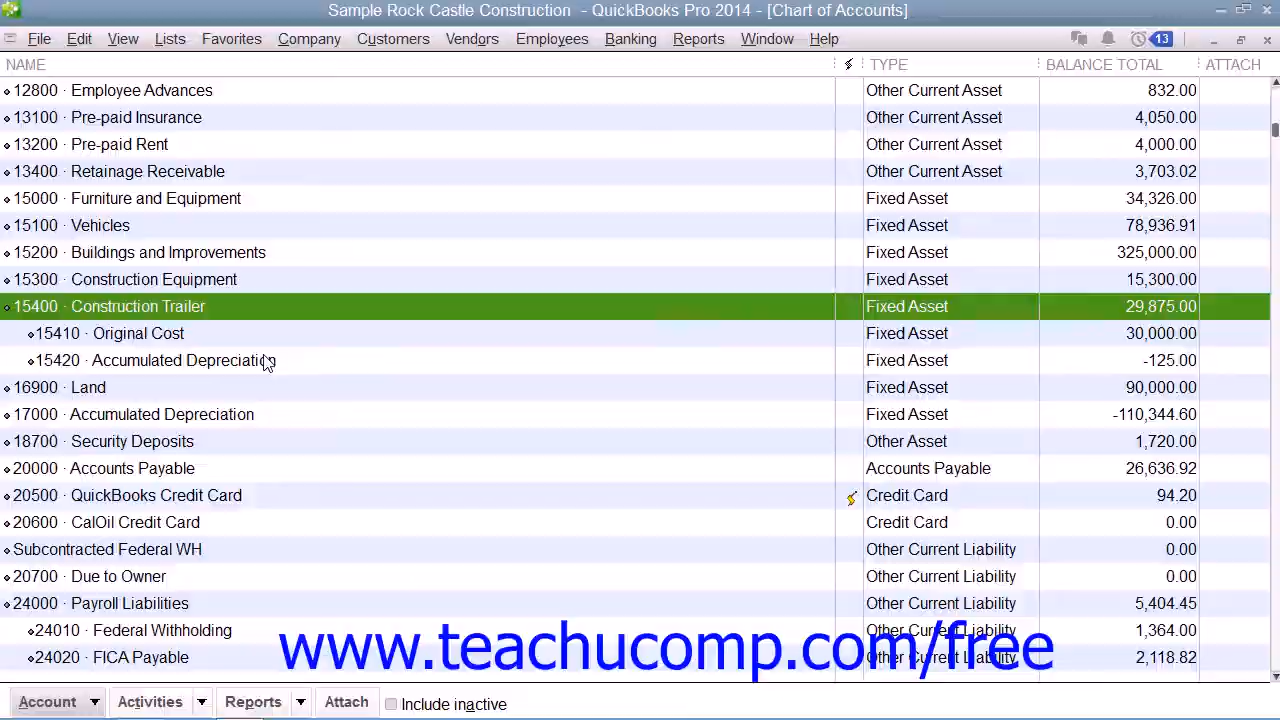 Sample Rock Castle Construction - QuickBooks Pro 2014 - [Chart of Accounts]
File Edit View Lists Favorites Company Customers Vendors Employees Banking Reports Window Help 13
NAME TYPE BALANCE TOTAL ATTACH
12800 · Employee Advances Other Current Asset 832.00
13100 · Pre-paid Insurance Other Current Asset 4,050.00
13200 · Pre-paid Rent Other Current Asset 4,000.00
13400 · Retainage Receivable Other Current Asset 3,703.02
15000 · Furniture and Equipment Fixed Asset 34,326.00
15100 · Vehicles Fixed Asset 78,936.91
15200 · Buildings and Improvements Fixed Asset 325,000.00
15300 · Construction Equipment Fixed Asset 15,300.00
15400 · Construction Trailer Fixed Asset 29,875.00
15410 · Original Cost Fixed Asset 30,000.00
15420 · Accumulated Depreciation Fixed Asset -125.00
16900 · Land Fixed Asset 90,000.00
17000 · Accumulated Depreciation Fixed Asset -110,344.60
18700 · Security Deposits Other Asset 1,720.00
20000 · Accounts Payable Accounts Payable 26,636.92
20500 · QuickBooks Credit Card Credit Card 94.20
20600 · CalOil Credit Card Credit Card 0.00
Subcontracted Federal WH Other Current Liability 0.00
20700 · Due to Owner Other Current Liability 0.00
24000 · Payroll Liabilities Other Current Liability 5,404.45
24010 · Federal Withholding Other Current Liability 1,364.00
24020 · FICA Payable Other Current Liability 2,118.82
www.teachucomp.com/free
Account Activities Reports Attach Include inactive